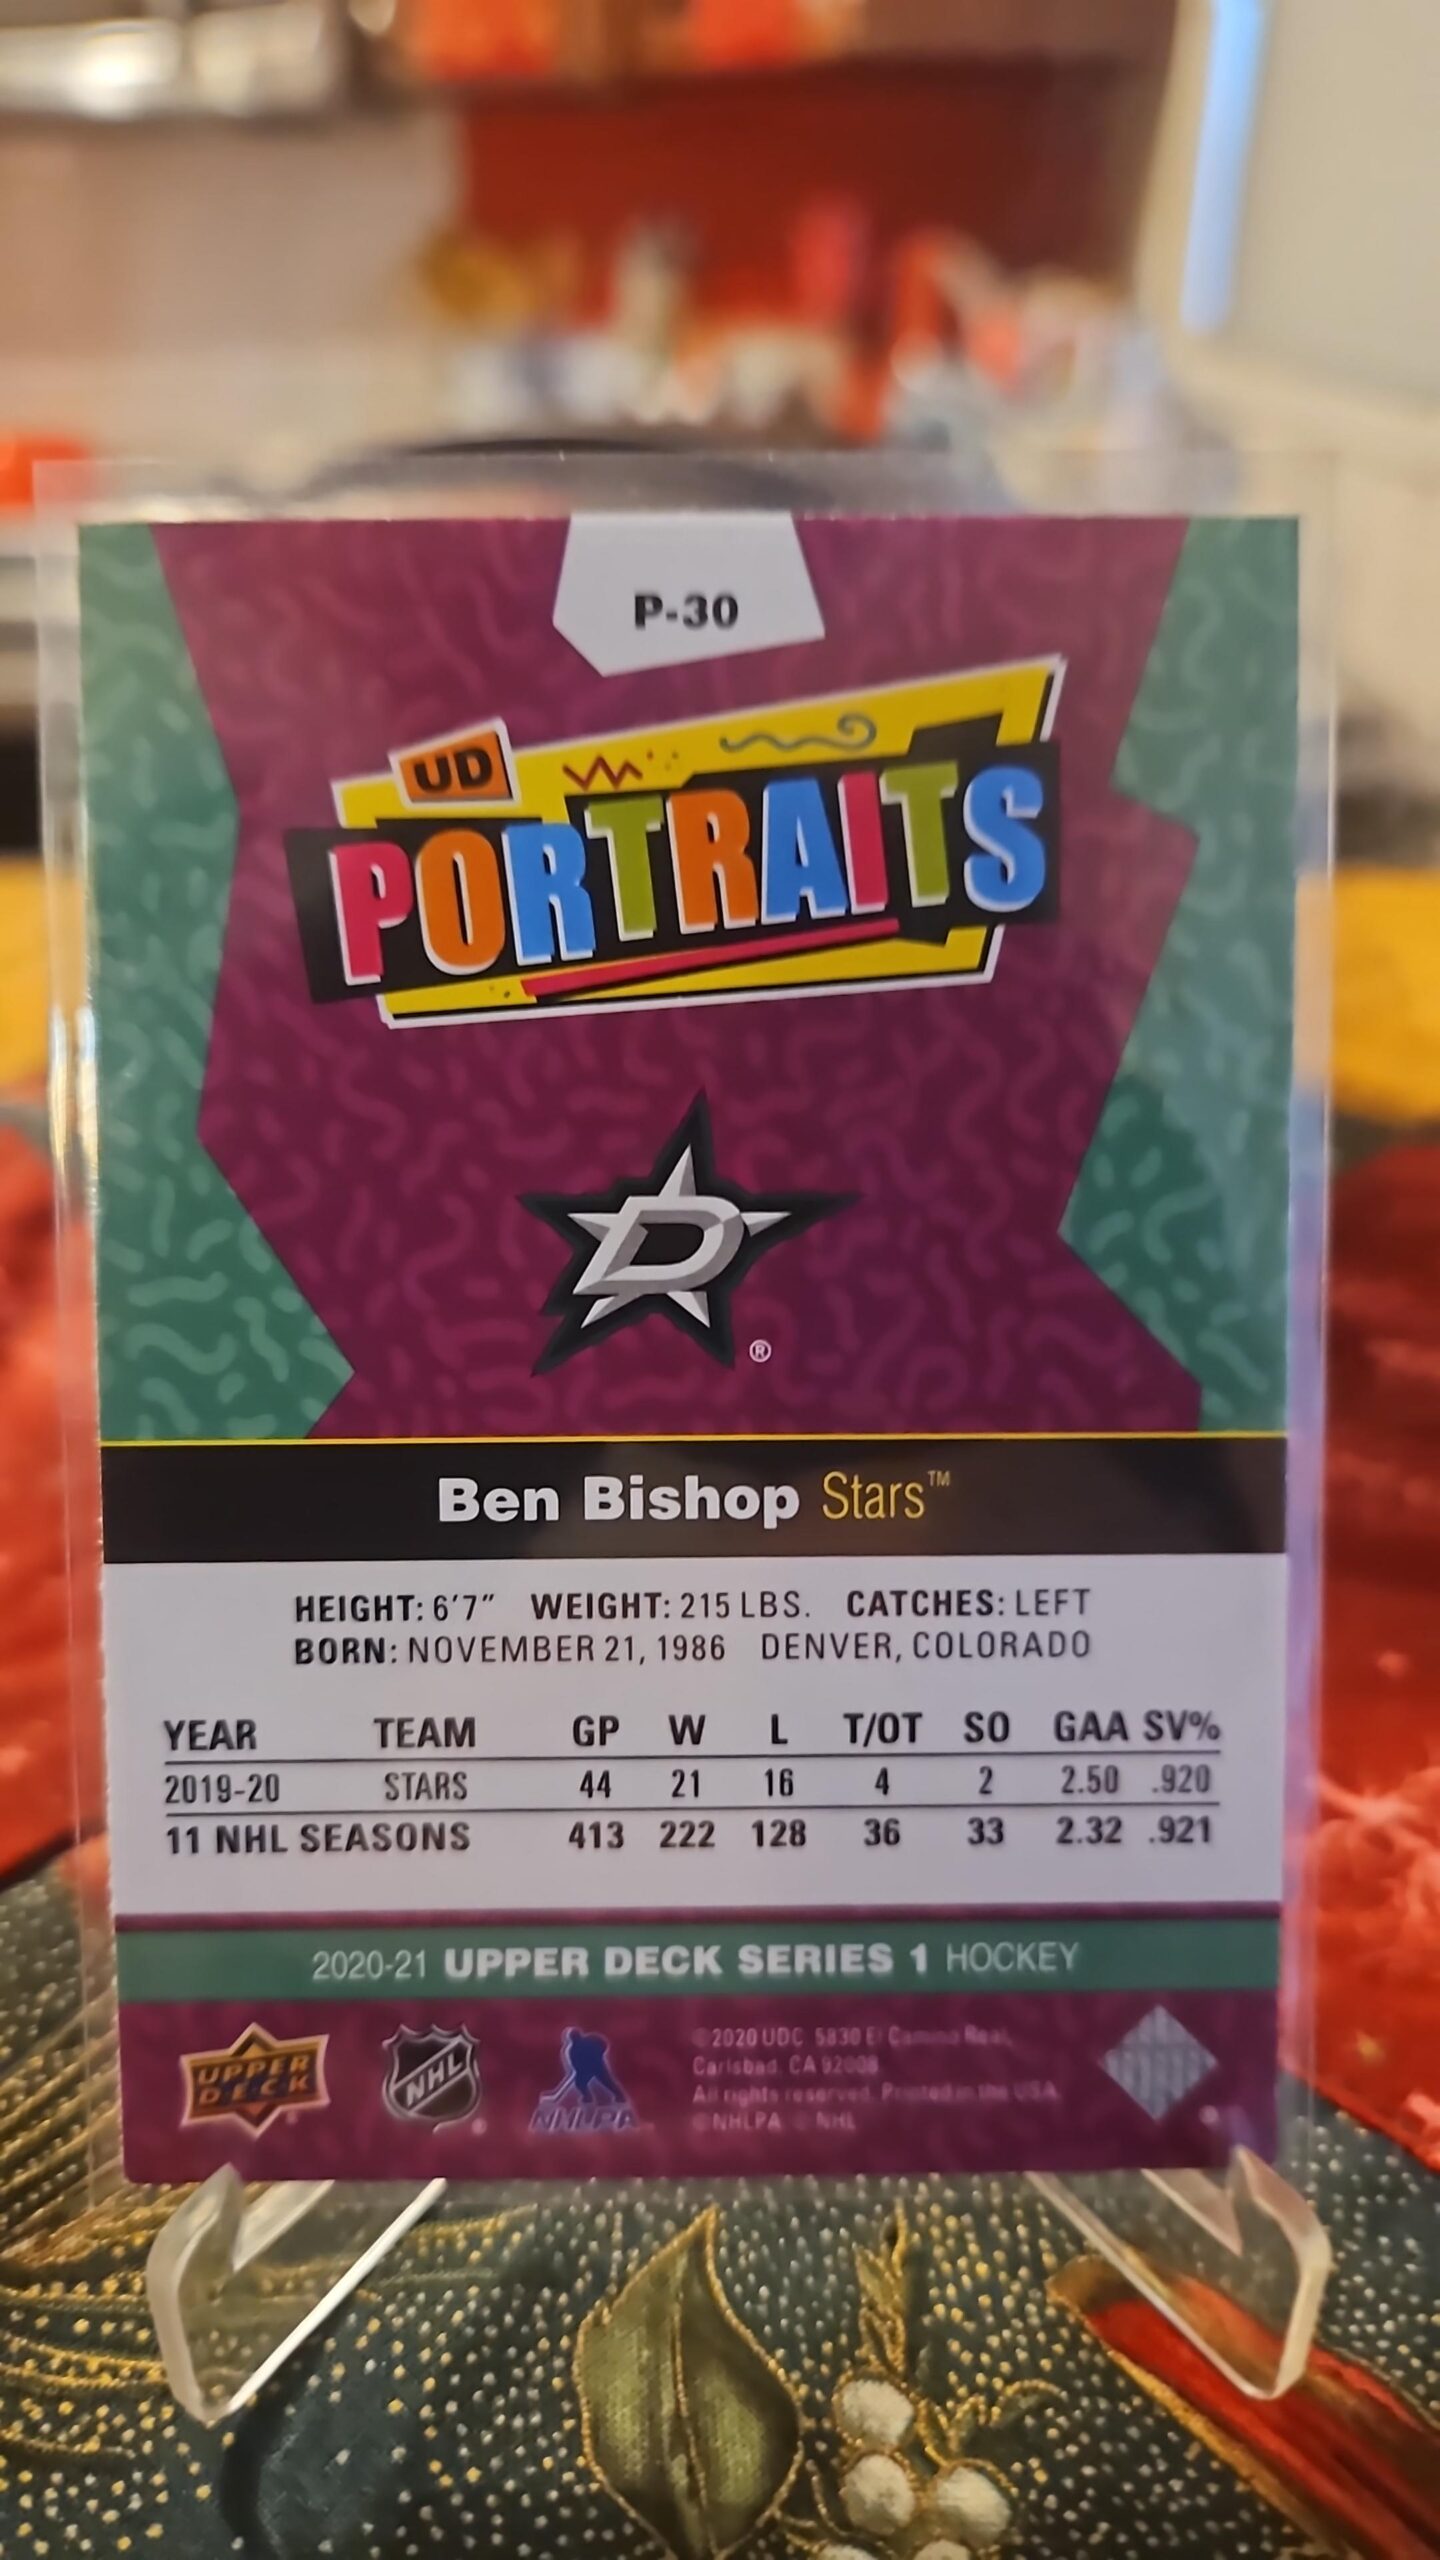 P-30
UD
PORTRAITS
D
®
Ben Bishop Stars™
HEIGHT: 6'7" WEIGHT: 215 LBS. CATCHES: LEFT
BORN: NOVEMBER 21, 1986 DENVER, COLORADO
YEAR TEAM GP W L T/OT SO GAA SV%
2019-20 STARS 44 21 16 4 2 2.50 .920
11 NHL SEASONS 413 222 128 36 33 2.32 .921
2020-21 UPPER DECK SERIES 1 HOCKEY
UPPER DECK
NHL
NHLPA
©2020 UDC 5830 El Camino Real,
Carlsbad, CA 92008
All rights reserved. Printed in the USA.
©NHLPA © NHL